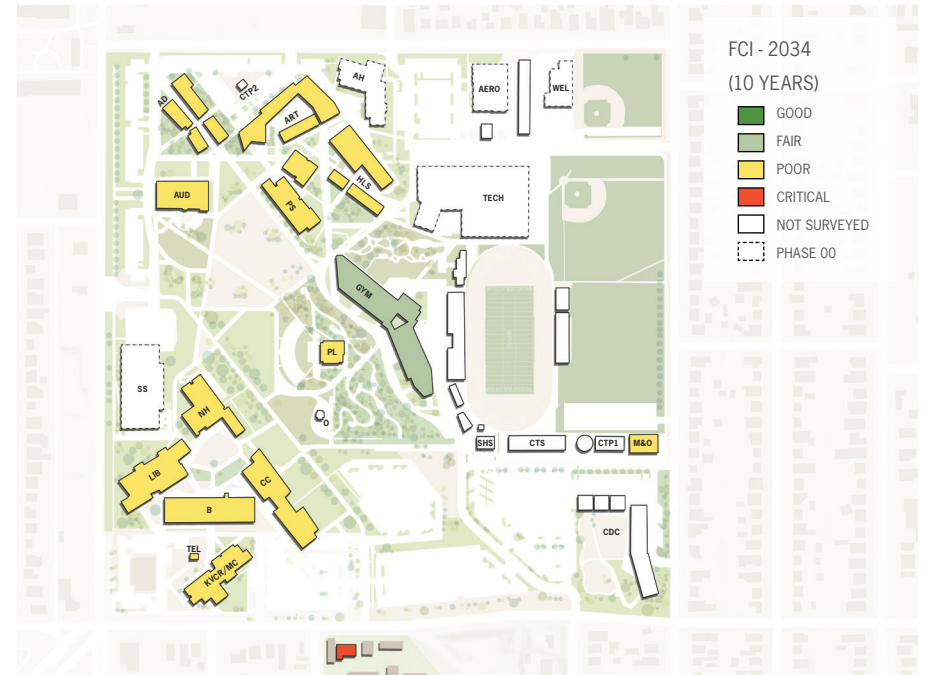 FCI - 2034
(10 YEARS)
GOOD
FAIR
POOR
CRITICAL
NOT SURVEYED
PHASE 00
AH
AERO
WEL
CTP2
AD
ART
HLS
TECH
AUD
PS
GYM
PL
SS
NH
O
SHS
CTS
CTP1
M&O
LIB
CC
B
CDC
TEL
KVCR/MC